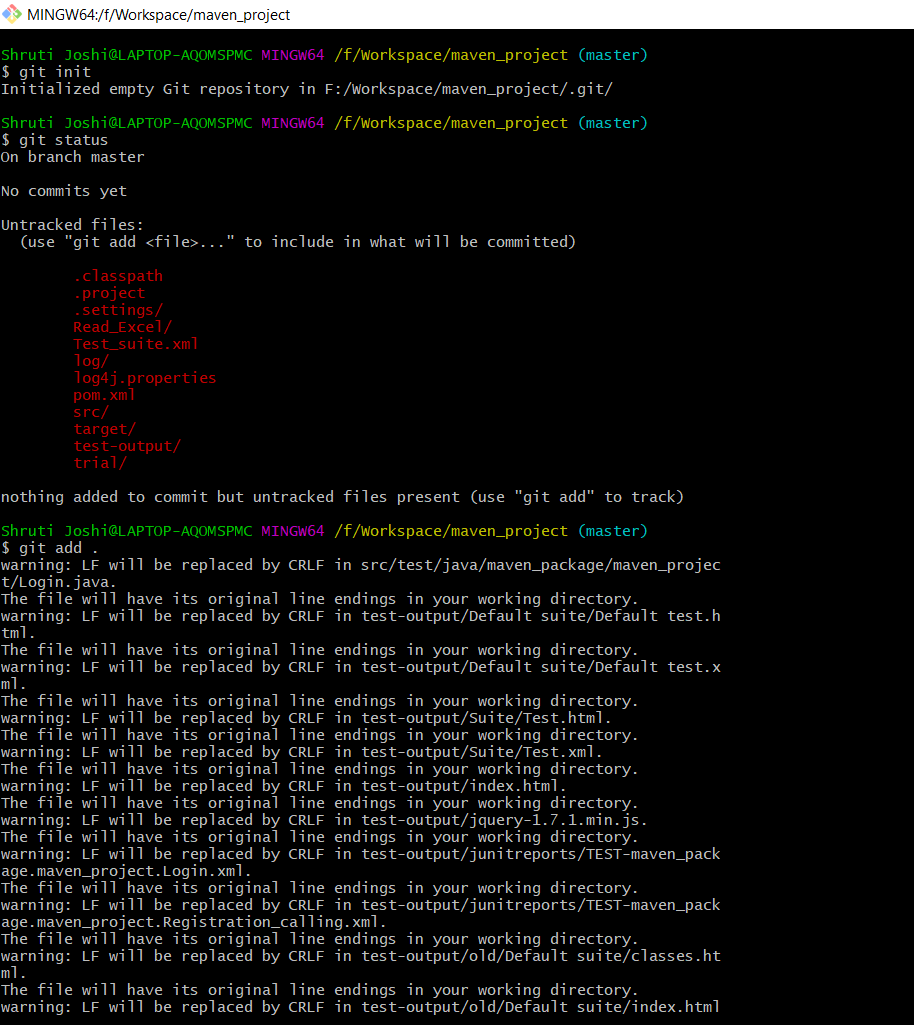 MINGW64:/f/Workspace/maven_project
Shruti Joshi@LAPTOP-AQOMSPMC MINGW64 /f/Workspace/maven_project (master)
$ git init
Initialized empty Git repository in F:/Workspace/maven_project/.git/
Shruti Joshi@LAPTOP-AQOMSPMC MINGW64 /f/Workspace/maven_project (master)
$ git status
On branch master
No commits yet
Untracked files:
(use "git add <file>..." to include in what will be committed)
.classpath
.project
.settings/
Read_Excel/
Test_suite.xml
log/
log4j.properties
pom.xml
src/
target/
test-output/
trial/
nothing added to commit but untracked files present (use "git add" to track)
Shruti Joshi@LAPTOP-AQOMSPMC MINGW64 /f/Workspace/maven_project (master)
$ git add .
warning: LF will be replaced by CRLF in src/test/java/maven_package/maven_projec
t/Login.java.
The file will have its original line endings in your working directory.
warning: LF will be replaced by CRLF in test-output/Default suite/Default test.h
tml.
The file will have its original line endings in your working directory.
warning: LF will be replaced by CRLF in test-output/Default suite/Default test.x
ml.
The file will have its original line endings in your working directory.
warning: LF will be replaced by CRLF in test-output/Suite/Test.html.
The file will have its original line endings in your working directory.
warning: LF will be replaced by CRLF in test-output/Suite/Test.xml.
The file will have its original line endings in your working directory.
warning: LF will be replaced by CRLF in test-output/index.html.
The file will have its original line endings in your working directory.
warning: LF will be replaced by CRLF in test-output/jquery-1.7.1.min.js.
The file will have its original line endings in your working directory.
warning: LF will be replaced by CRLF in test-output/junitreports/TEST-maven_pack
age.maven_project.Login.xml.
The file will have its original line endings in your working directory.
warning: LF will be replaced by CRLF in test-output/junitreports/TEST-maven_pack
age.maven_project.Registration_calling.xml.
The file will have its original line endings in your working directory.
warning: LF will be replaced by CRLF in test-output/old/Default suite/classes.ht
ml.
The file will have its original line endings in your working directory.
warning: LF will be replaced by CRLF in test-output/old/Default suite/index.html